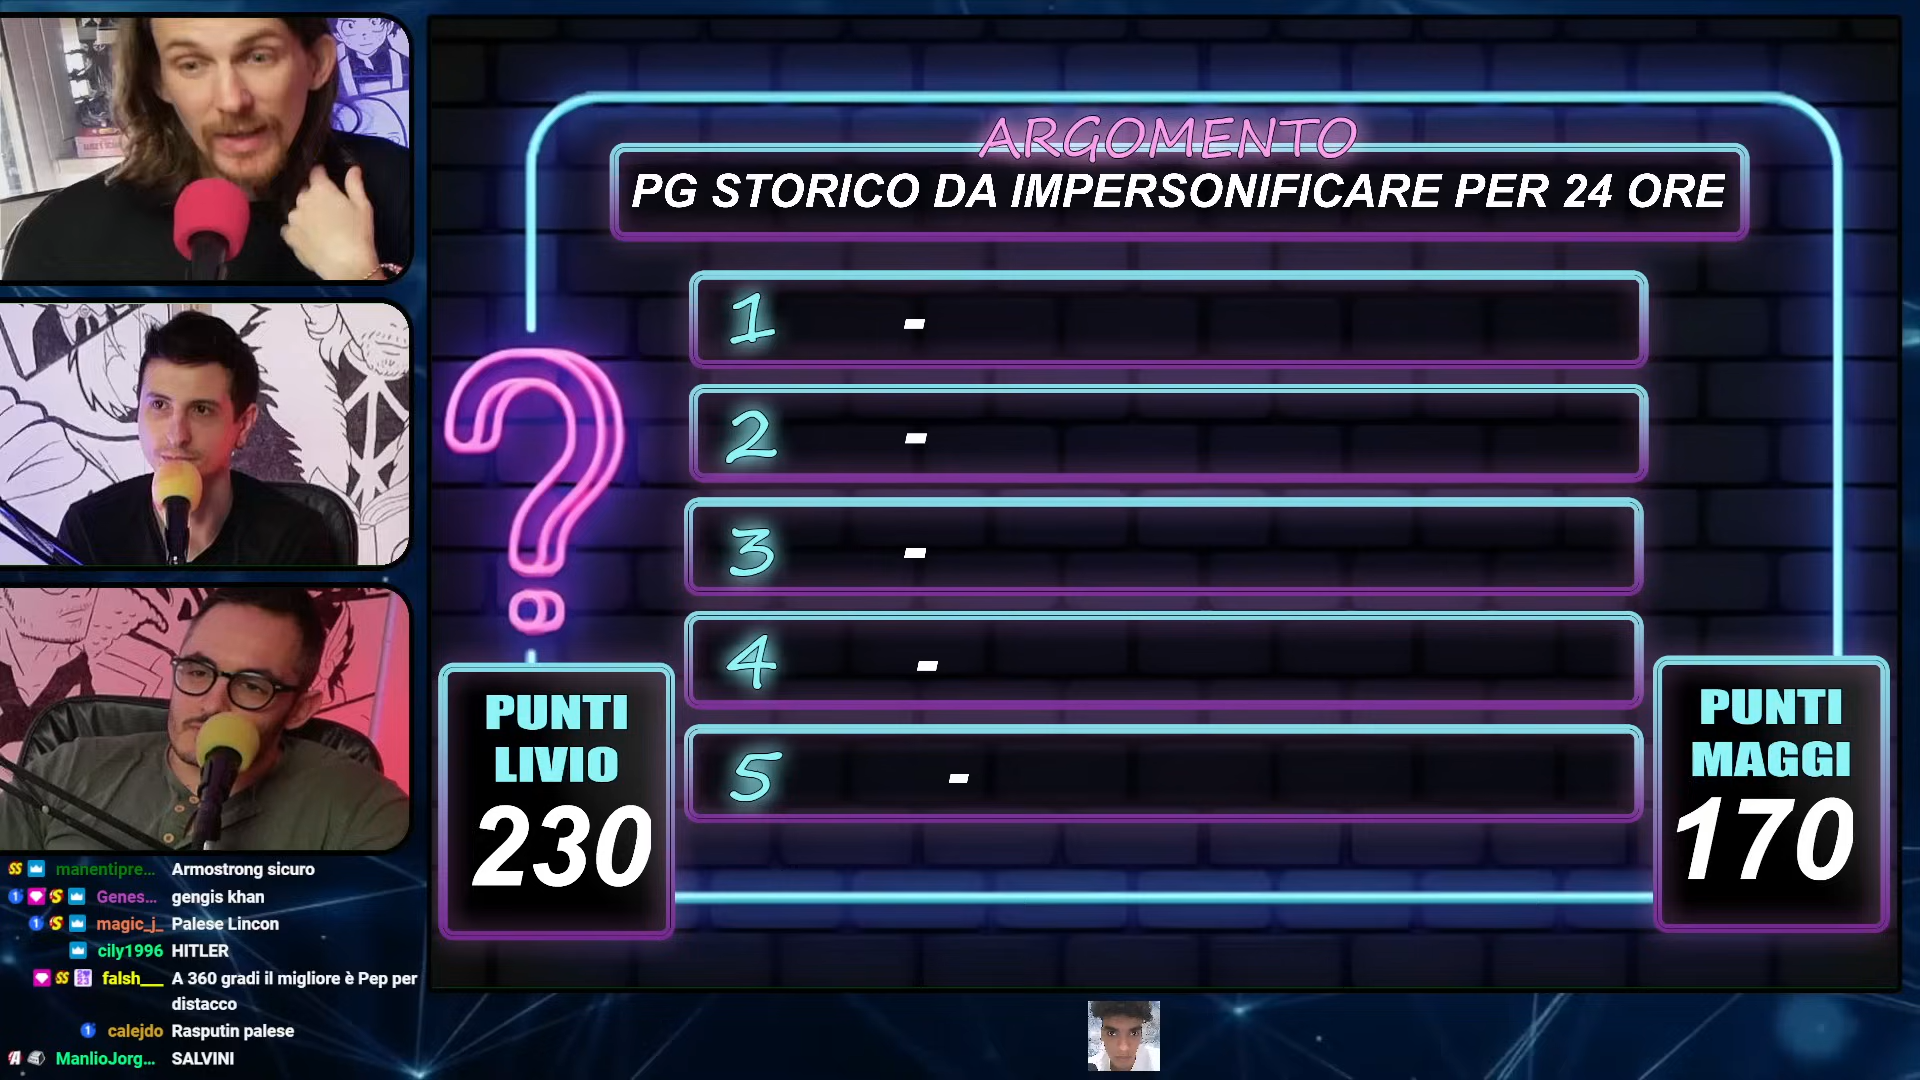 ARGOMENTO
PG STORICO DA IMPERSONIFICARE PER 24 ORE
1 -
2 -
3 -
4 -
5 -
PUNTI
LIVIO
230
PUNTI
MAGGI
170
manentipre... Armostrong sicuro
Genes... gengis khan
magic_j_ Palese Lincon
cily1996 HITLER
falsh___ A 360 gradi il migliore è Pep per
distacco
calejdo Rasputin palese
ManlioJorg... SALVINI